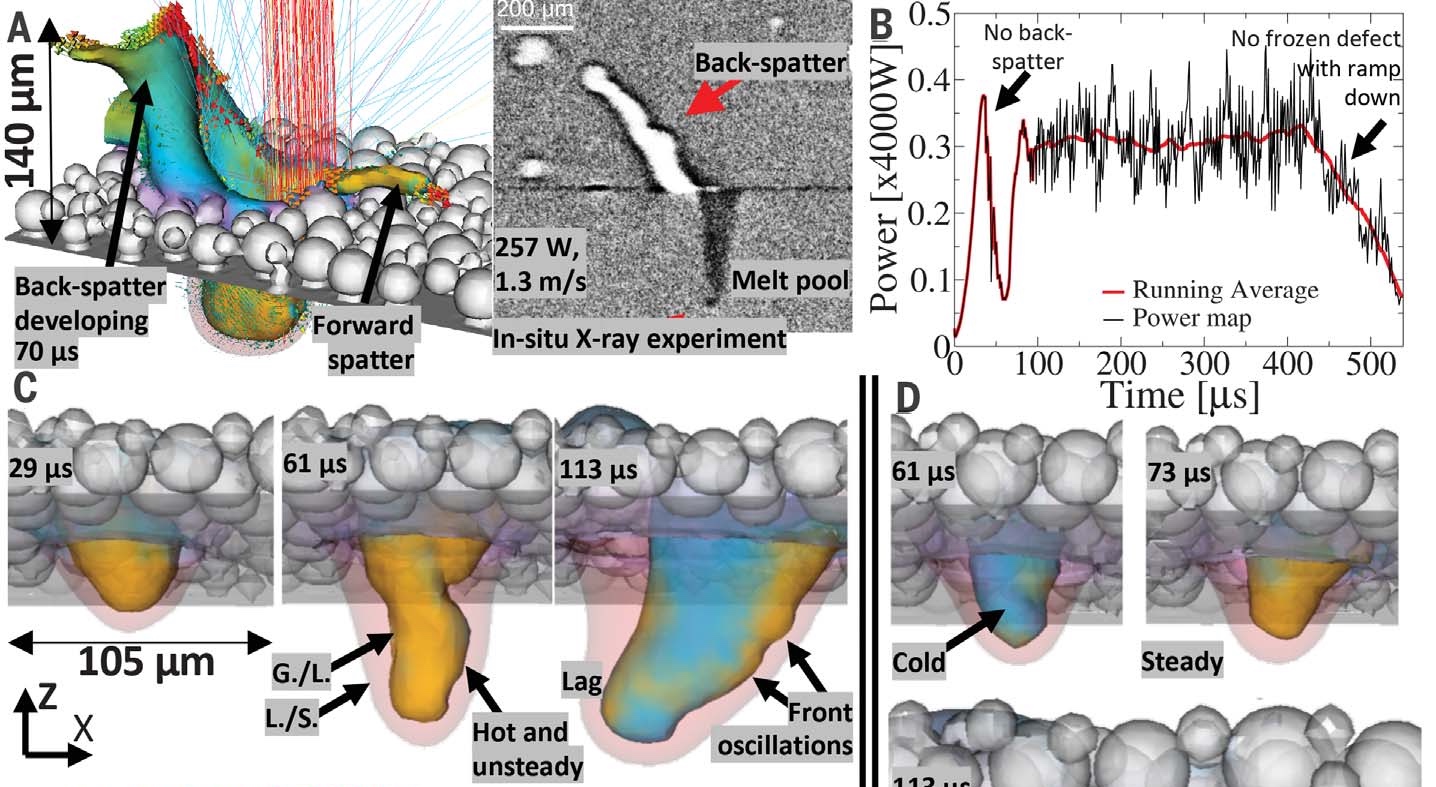 A
140 µm
Back-spatter
developing
70 µs
Forward
spatter
200 µm
Back-spatter
257 W,
1.3 m/s
Melt pool
In-situ X-ray experiment
B
Power [x4000W]
0.5
0.4
0.3
0.2
0.1
0
No back-
spatter
No frozen defect
with ramp
down
Running Average
Power map
0 100 200 300 400 500
Time [µs]
C
29 µs
61 µs
113 µs
105 µm
Z
X
G./L.
L./S.
Hot and
unsteady
Lag
Front
oscillations
D
61 µs
73 µs
Cold
Steady
113 µs